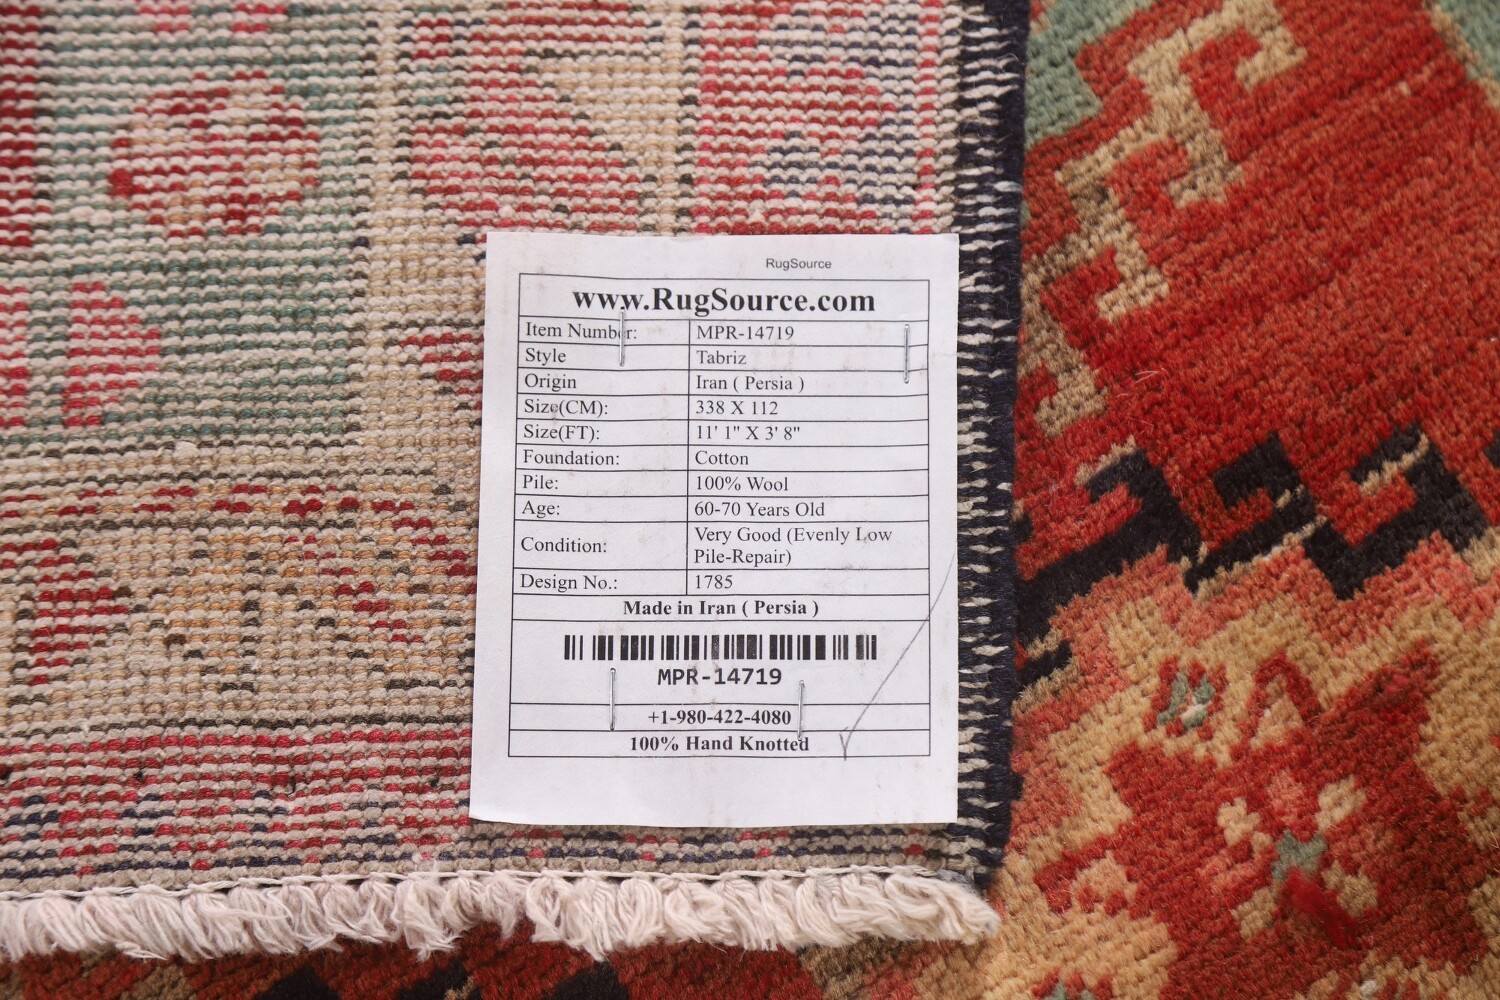 RugSource
www.RugSource.com
Item Number: MPR-14719
Style Tabriz
Origin Iran ( Persia )
Size(CM): 338 X 112
Size(FT): 11' 1" X 3' 8"
Foundation: Cotton
Pile: 100% Wool
Age: 60-70 Years Old
Condition: Very Good (Evenly Low
Pile-Repair)
Design No.: 1785
Made in Iran ( Persia )
MPR-14719
+1-980-422-4080
100% Hand Knotted